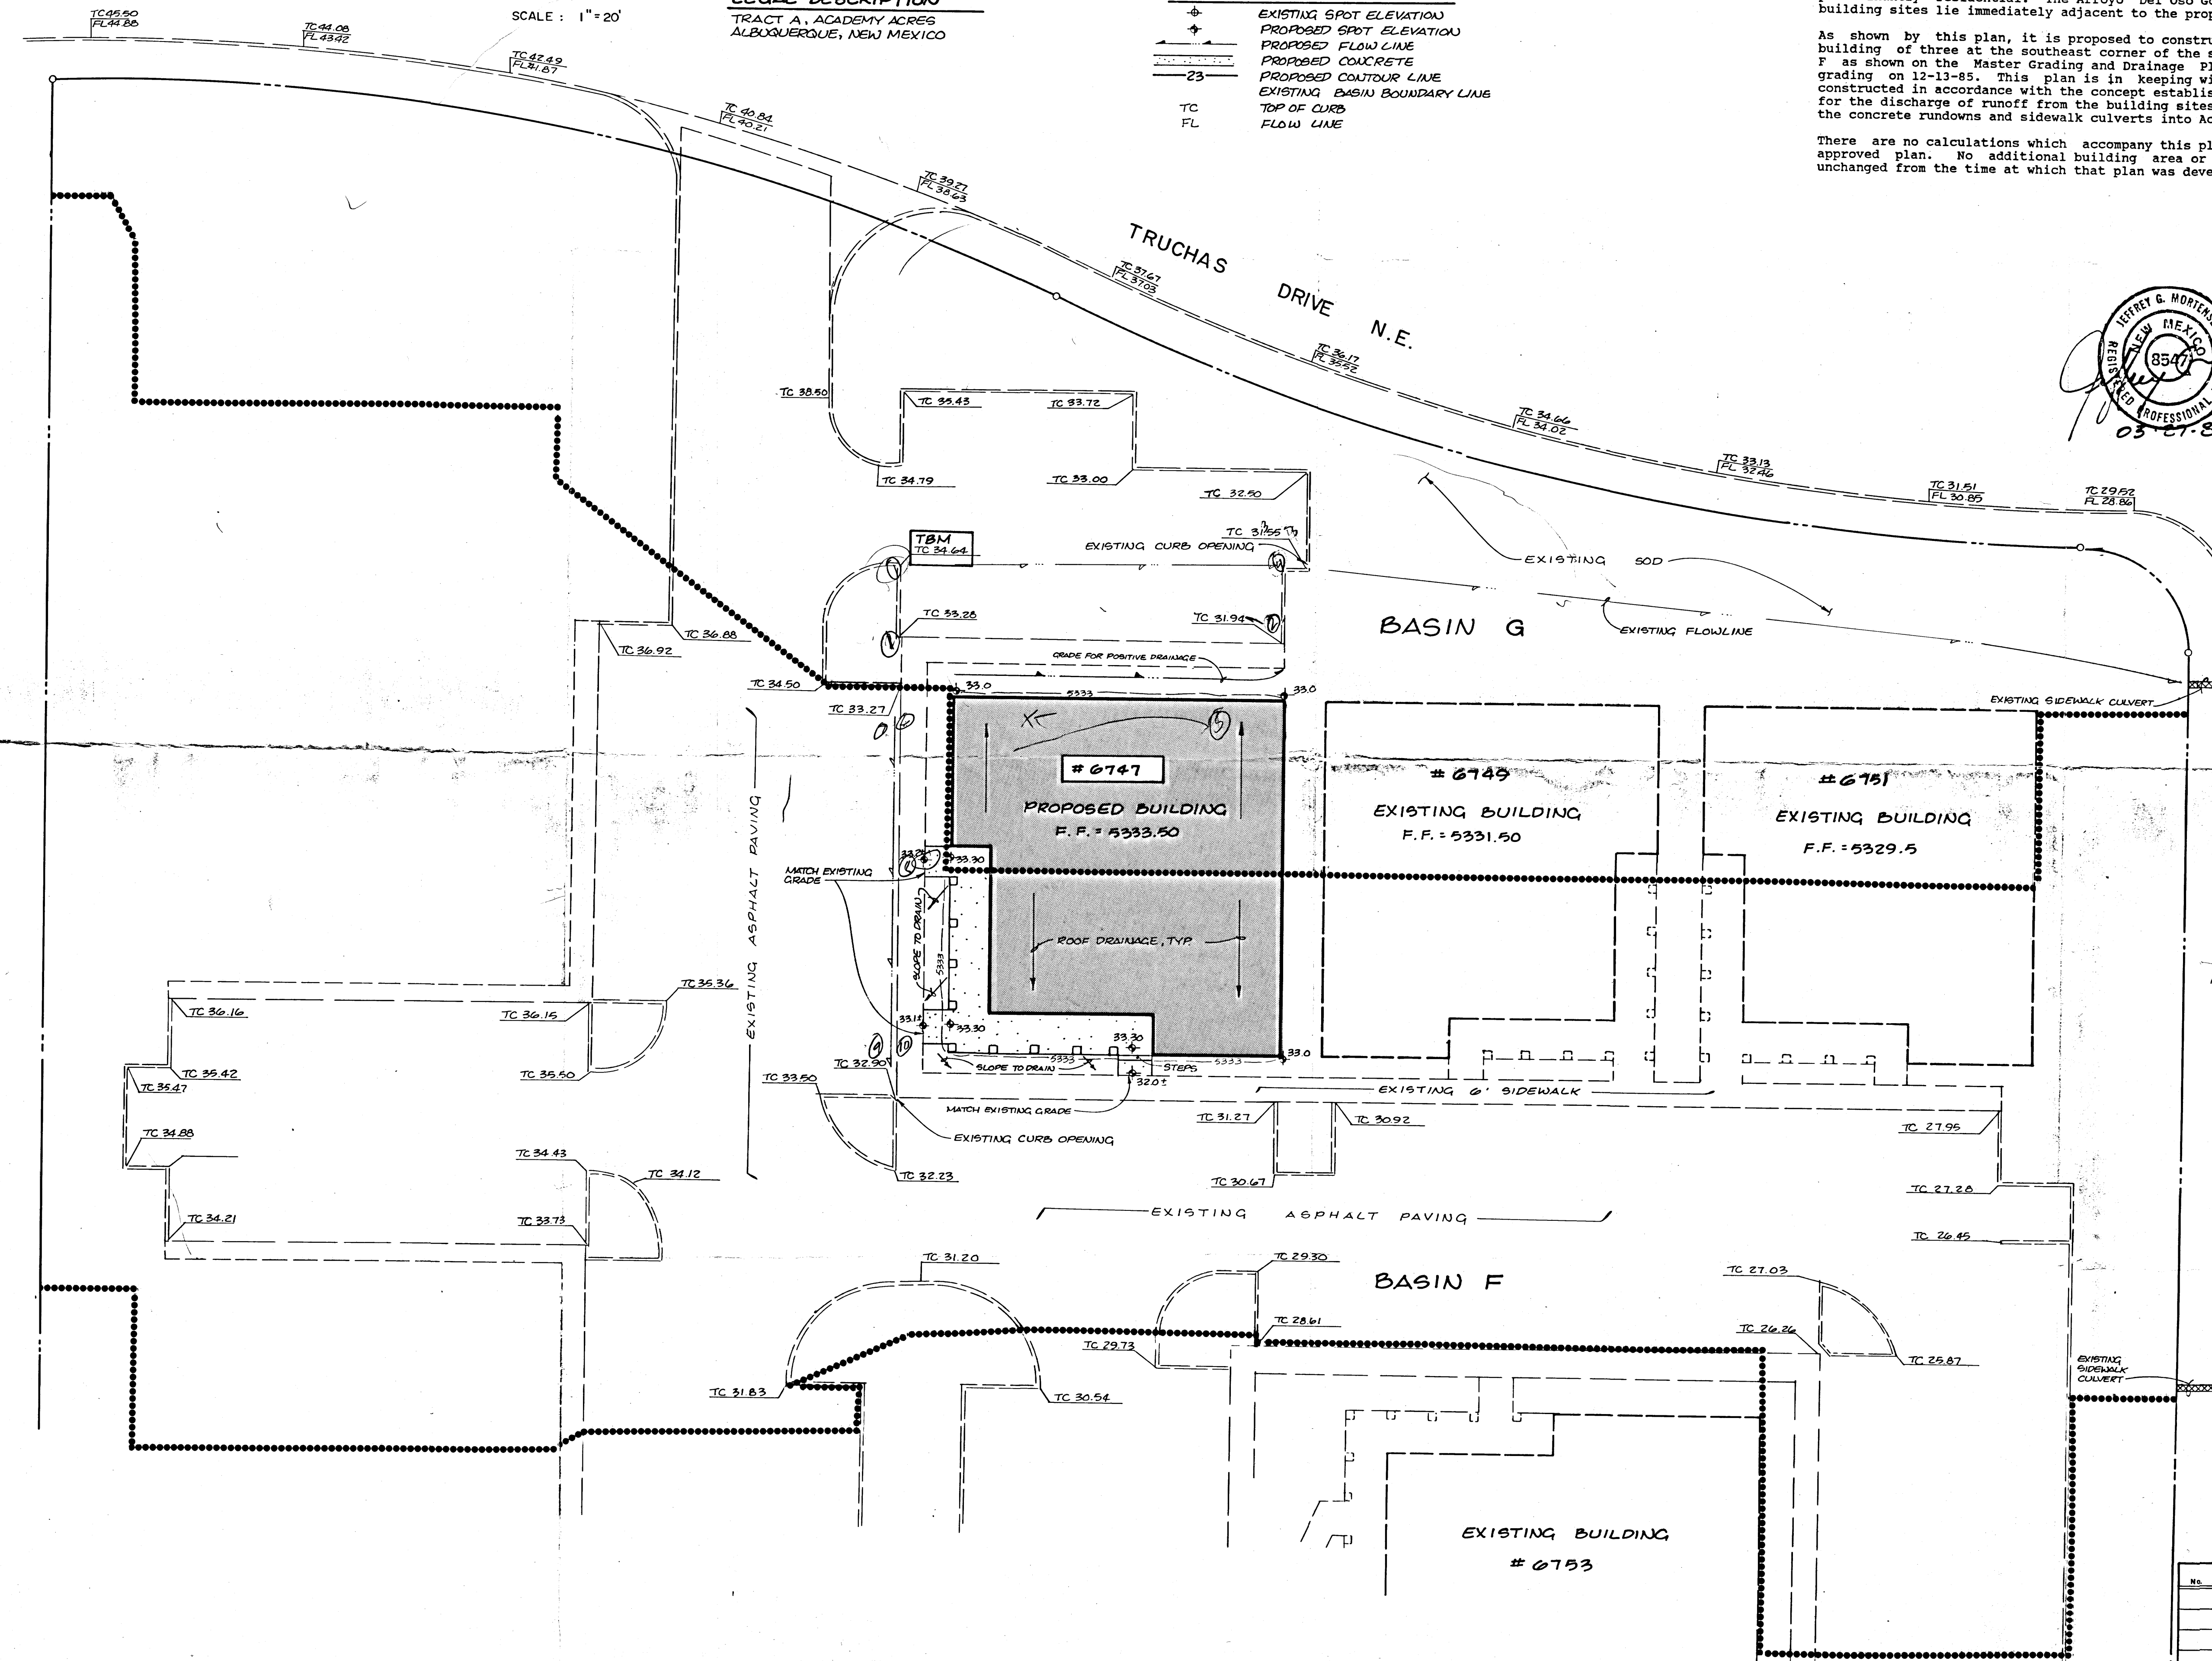 SCALE : 1" = 20'
LEGAL DESCRIPTION
TRACT A, ACADEMY ACRES
ALBUQUERQUE, NEW MEXICO
EXISTING SPOT ELEVATION
PROPOSED SPOT ELEVATION
PROPOSED FLOW LINE
PROPOSED CONCRETE
23 PROPOSED CONTOUR LINE
EXISTING BASIN BOUNDARY LINE
TC TOP OF CURB
FL FLOW LINE
building sites lie immediately adjacent to the prop
As shown by this plan, it is proposed to constru
building of three at the southeast corner of the s
F as shown on the Master Grading and Drainage Pl
grading on 12-13-85. This plan is in keeping wi
constructed in accordance with the concept establis
for the discharge of runoff from the building sites
the concrete rundowns and sidewalk culverts into Ac
There are no calculations which accompany this pl
approved plan. No additional building area or
unchanged from the time at which that plan was deve
JEFFREY G. MORTENS
NEW MEXICO
8547
REGISTERED PROFESSIONAL
03-27-8
TC 45.50
FL 44.88
TC 44.08
FL 43.42
TC 42.49
FL 41.87
TC 40.84
FL 40.21
TC 39.27
FL 38.63
TRUCHAS DRIVE N.E.
TC 37.67
FL 37.03
TC 36.17
FL 35.52
TC 34.66
FL 34.02
TC 33.13
FL 32.46
TC 31.51
FL 30.85
TC 29.52
FL 28.86
TC 38.50
TC 35.43
TC 33.72
TC 34.79
TC 33.00
TC 32.50
TBM
TC 34.64
TC 31.55
EXISTING CURB OPENING
EXISTING SOD
TC 33.28
TC 31.94
BASIN G
EXISTING FLOWLINE
TC 36.88
TC 36.92
GRADE FOR POSITIVE DRAINAGE
TC 34.50
33.0
5333
33.0
TC 33.27
EXISTING SIDEWALK CULVERT
# 6747
PROPOSED BUILDING
F.F. = 5333.50
# 6749
EXISTING BUILDING
F.F. = 5331.50
# 6751
EXISTING BUILDING
F.F. = 5329.5
EXISTING ASPHALT PAVING
MATCH EXISTING
GRADE
33.30
SLOPE TO DRAIN
5333
ROOF DRAINAGE, TYP.
TC 35.36
TC 36.16
TC 36.15
33.1±
33.30
33.30
TC 35.42
TC 35.47
TC 35.50
TC 32.90
5333
5333
33.0
SLOPE TO DRAIN
STEPS
TC 33.50
32.0±
EXISTING 6' SIDEWALK
MATCH EXISTING GRADE
TC 31.27
TC 30.92
TC 27.95
TC 34.88
EXISTING CURB OPENING
TC 34.43
TC 34.12
TC 32.23
TC 30.67
TC 27.28
TC 34.21
TC 33.73
EXISTING ASPHALT PAVING
TC 26.45
TC 31.20
TC 29.30
BASIN F
TC 27.03
TC 28.61
TC 26.26
TC 29.73
TC 25.87
EXISTING
SIDEWALK
CULVERT
TC 31.83
TC 30.54
EXISTING BUILDING
# 6753
No.